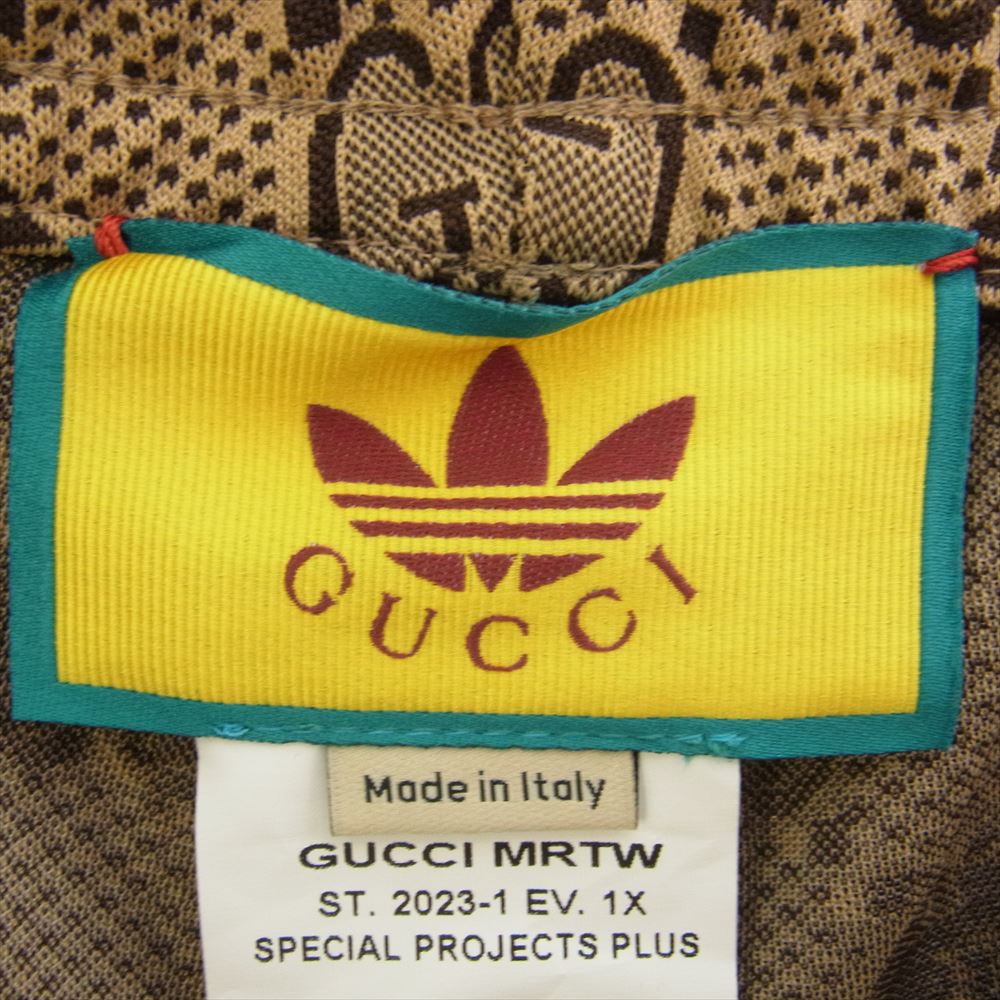 GUCCI
Made in Italy
GUCCI MRTW
ST. 2023-1 EV. 1X
SPECIAL PROJECTS PLUS